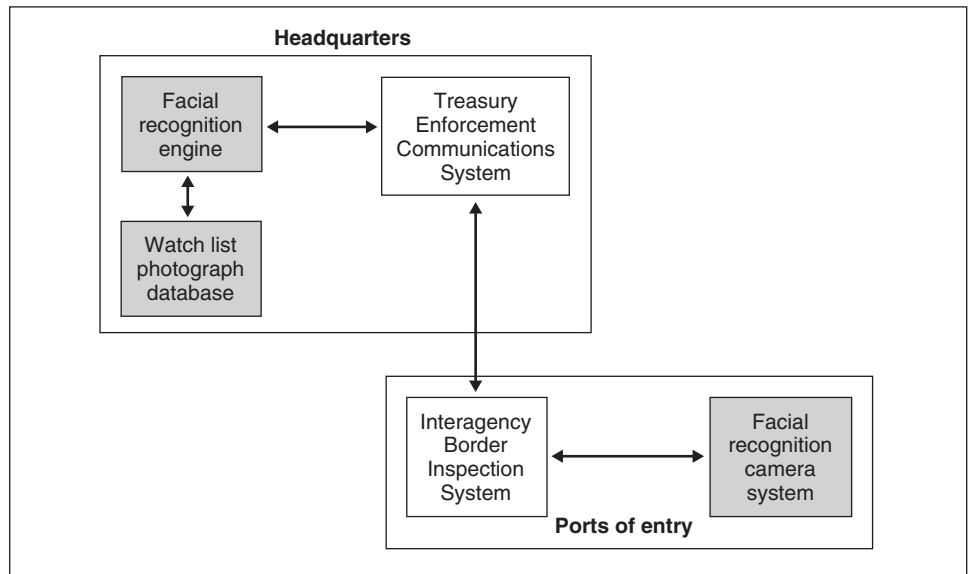 Headquarters
Facial
recognition
engine
Treasury
Enforcement
Communications
System
Watch list
photograph
database
Interagency
Border
Inspection
System
Facial
recognition
camera
system
Ports of entry